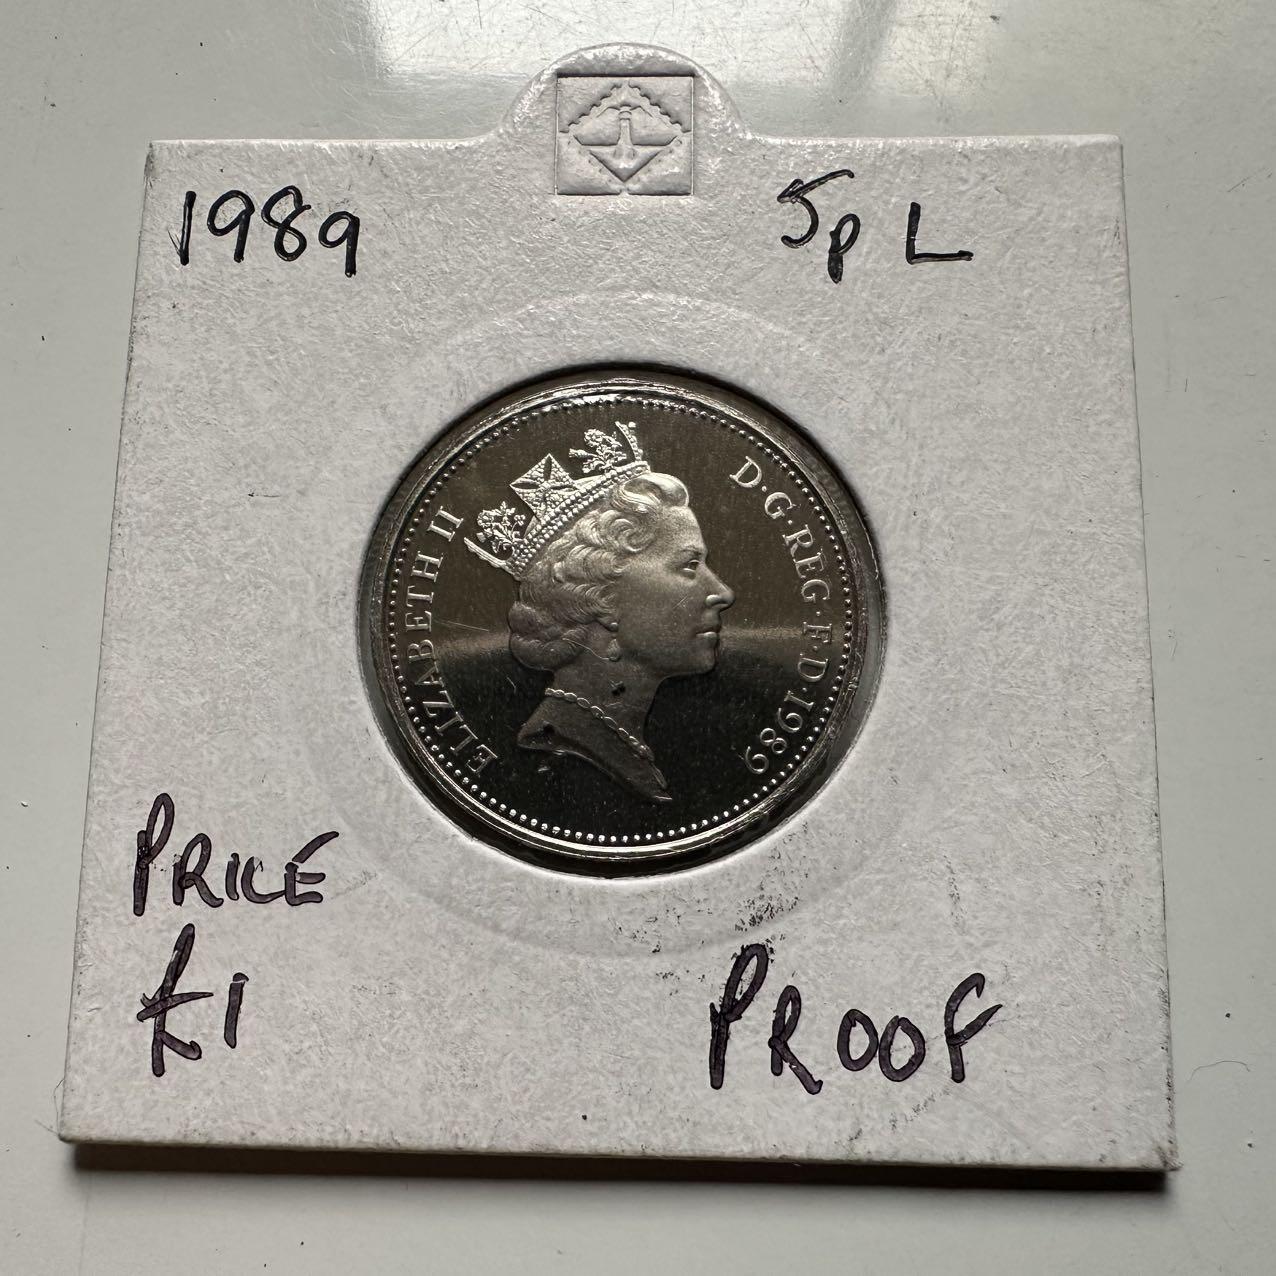 1989
5p L
ELIZABETH II
D·G·REG·F·D·1989
PRICE
£1
PROOF